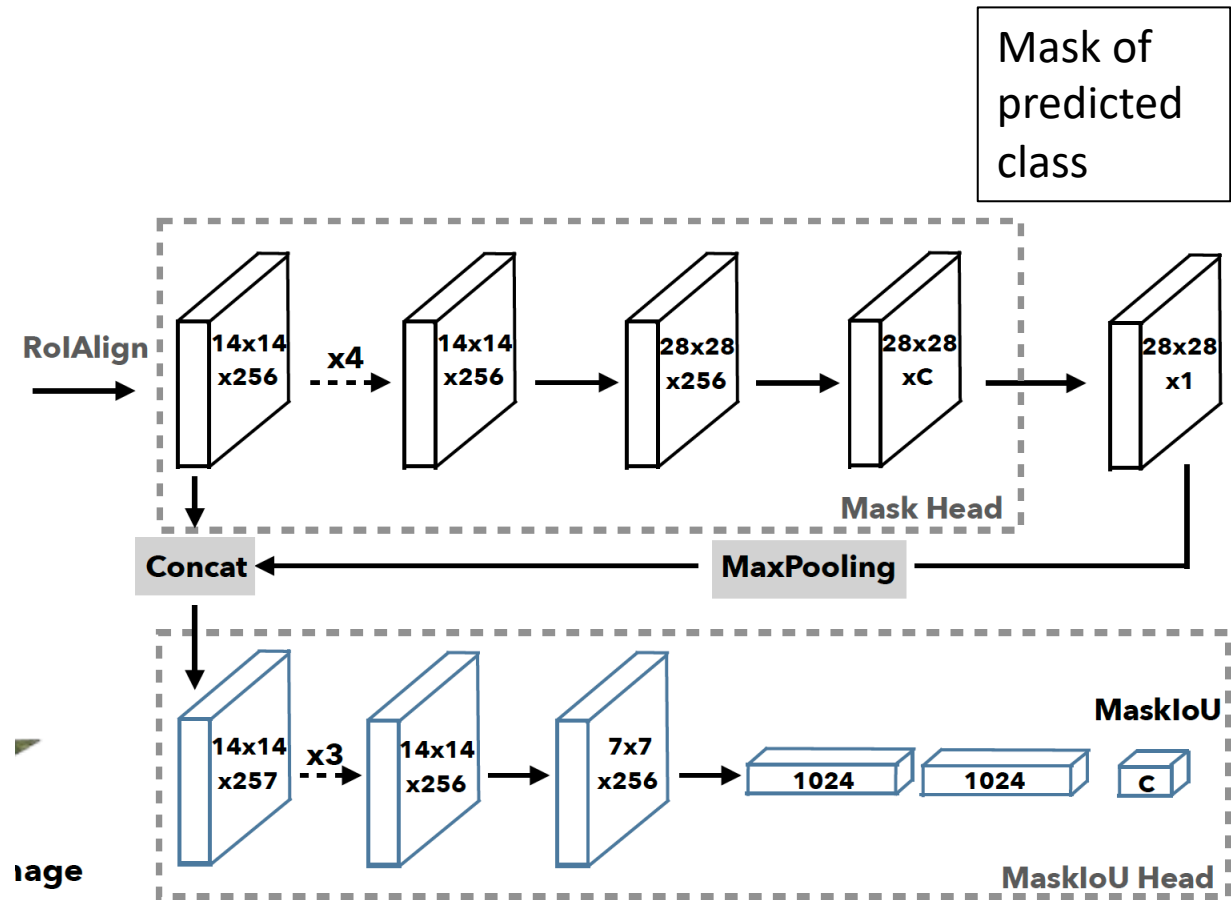 Mask of
predicted
class
RoIAlign
14x14
x256
x4
14x14
x256
28x28
x256
28x28
xC
28x28
x1
Mask Head
Concat
MaxPooling
MaskIoU
14x14
x257
x3
14x14
x256
7x7
x256
1024
1024
C
MaskIoU Head